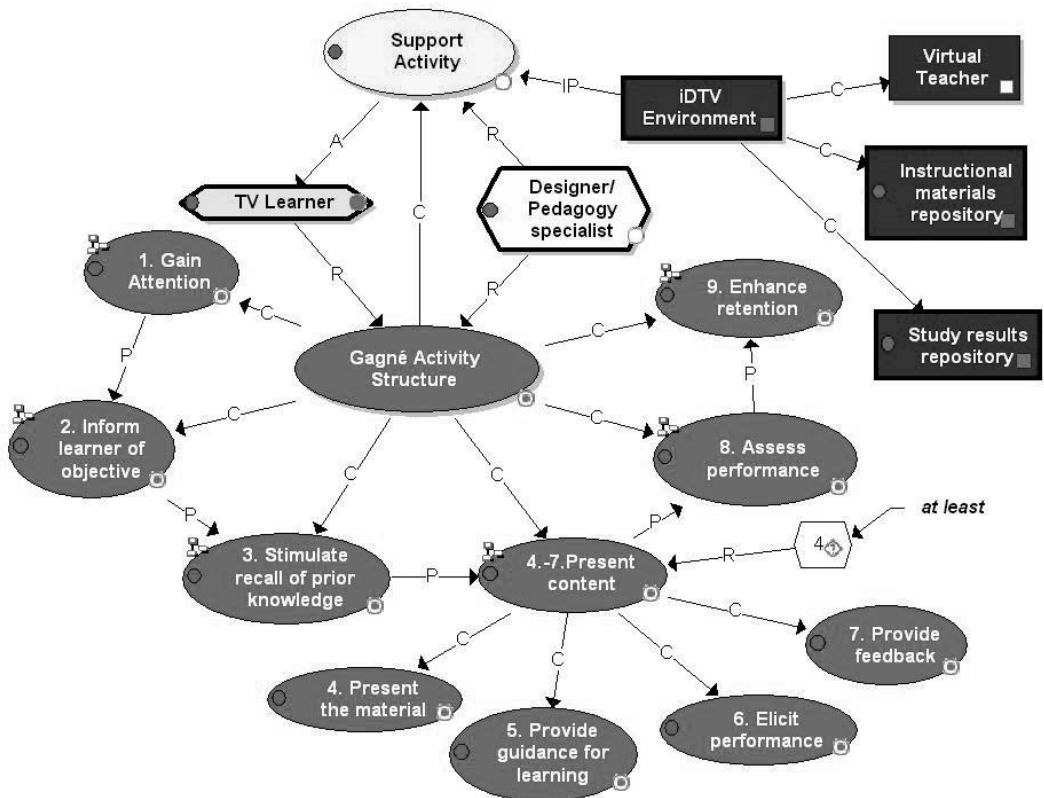 Support
Activity
IP
iDTV
Environment
C
Virtual
Teacher
C
Instructional
materials
repository
C
Study results
repository
A
R
C
TV Learner
Designer/
Pedagogy
specialist
R
R
1. Gain
Attention
C
P
Gagné Activity
Structure
C
9. Enhance
retention
P
C
C
2. Inform
learner of
objective
8. Assess
performance
C
C
P
P
at least
4
R
3. Stimulate
recall of prior
knowledge
P
4.-7.Present
content
C
C
C
C
7. Provide
feedback
4. Present
the material
5. Provide
guidance for
learning
6. Elicit
performance